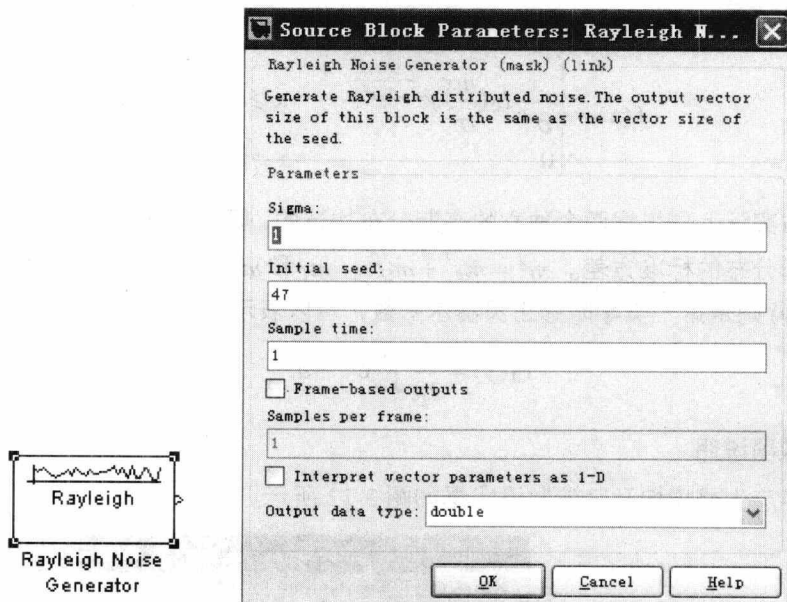 Source Block Parameters: Rayleigh N...
Rayleigh Noise Generator (mask) (link)
Generate Rayleigh distributed noise.The output vector
size of this block is the same as the vector size of
the seed.
Parameters
Sigma:
1
Initial seed:
47
Sample time:
1
Frame-based outputs
Samples per frame:
1
Interpret vector parameters as 1-D
Output data type: double
OK
Cancel
Help
Rayleigh
Rayleigh Noise
Generator